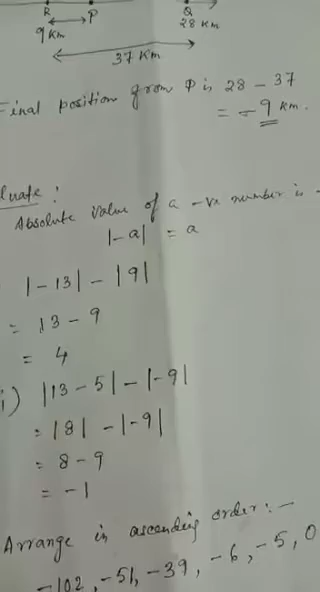 R P Q
9 Km 28 Km
37 Km
Final position from P is 28 - 37
= -9 km.
luate :
Absolute value of a -ve number is
|-a| = a
|-13| - |9|
= 13 - 9
= 4
i) |13 - 5| - |-9|
= |8| - |-9|
= 8 - 9
= -1
Arrange in ascending order :-
-102, -51, -39, -6, -5, 0